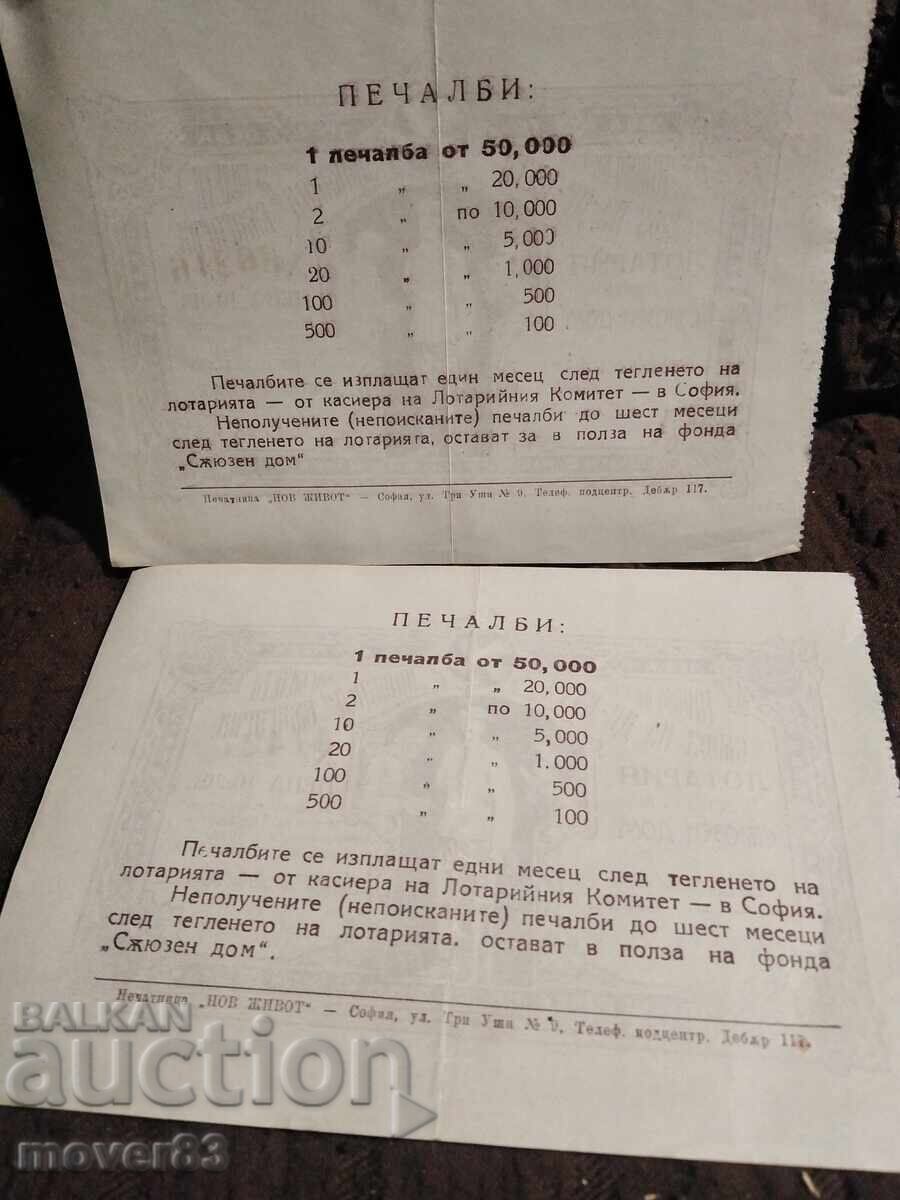 ПЕЧАЛБИ:
1 печалба от 50,000
1 „ „ 20,000
2 „ по 10,000
10 „ „ 5,000
20 „ „ 1,000
100 „ „ 500
500 „ „ 100
Печалбите се изплащат един месец след тегленето на
лотарията — от касиера на Лотарийния Комитет — в София.
Неполучените (непоисканите) печалби до шест месеци
след тегленето на лотарията, остават за в полза на фонда
„Сѫюзен дом“
Печатница „НОВ ЖИВОТ“ — София, ул. Три Уши № 9. Телеф. подцентр. Дебѫр 117.
ПЕЧАЛБИ:
1 печалба от 50,000
1 „ „ 20,000
2 „ по 10,000
10 „ „ 5,000
20 „ „ 1.000
100 „ „ 500
500 „ „ 100
Печалбите се изплащат едни месец след тегленето на
лотарията — от касиера на Лотарийния Комитет — в София.
Неполучените (непоисканите) печалби до шест месеци
след тегленето на лотарията. остават в полза на фонда
„Сѫюзен дом“.
Печатница „НОВ ЖИВОТ“ — София, ул. Три Уши № 9, Телеф. подцентр. Дебѫр 117.
BALKAN
auction
mover83